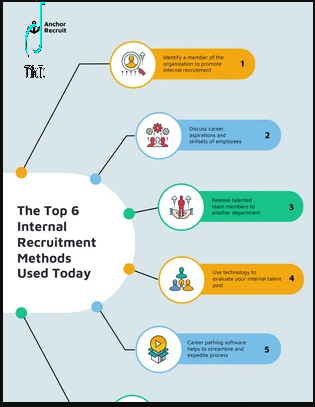 Anchor
Recruit
Identify a member of the
organization to promote
internal recruitment
1
Discuss career
aspirations and
skillsets of employees
2
Release talented
team members to
another department
3
The Top 6
Internal
Recruitment
Methods
Used Today
Use technology to
evaluate your internal talent
pool
4
Career pathing software
helps to streamline and
expedite process
5